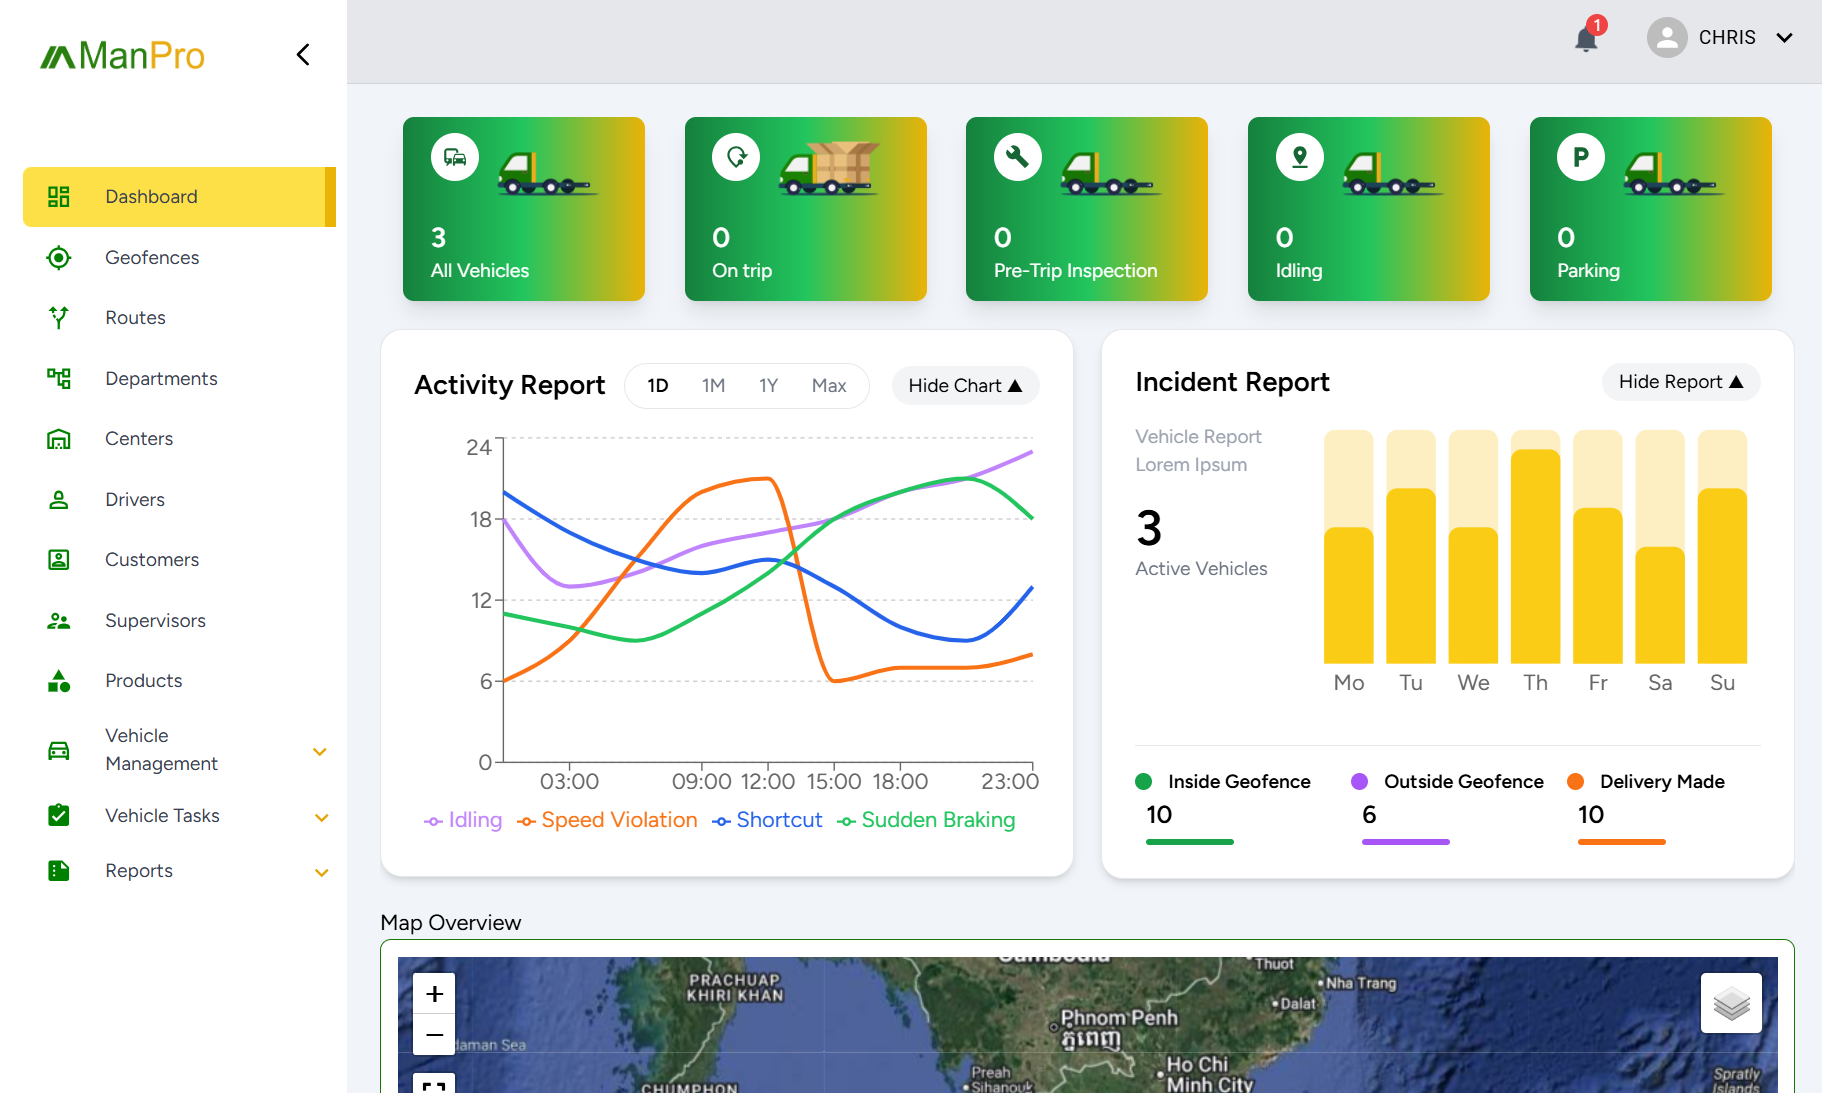 ManPro
1
CHRIS
Dashboard
Geofences
Routes
Departments
Centers
Drivers
Customers
Supervisors
Products
Vehicle
Management
Vehicle Tasks
Reports
3
All Vehicles
0
On trip
0
Pre-Trip Inspection
0
Idling
P
0
Parking
Activity Report
1D 1M 1Y Max
Hide Chart ▲
24
18
12
6
0
03:00 09:00 12:00 15:00 18:00 23:00
Idling Speed Violation Shortcut Sudden Braking
Incident Report
Hide Report ▲
Vehicle Report
Lorem Ipsum
3
Active Vehicles
Mo Tu We Th Fr Sa Su
Inside Geofence
10
Outside Geofence
6
Delivery Made
10
Map Overview
+
−
PRACHUAP
KHIRI KHAN
Cambodia
Thuot
Nha Trang
Dalat
Phnom Penh
ភ្នំពេញ
daman Sea
Ho Chi
Minh City
Preah
Sihanouk
CHUMPHON
Spratly
Islands